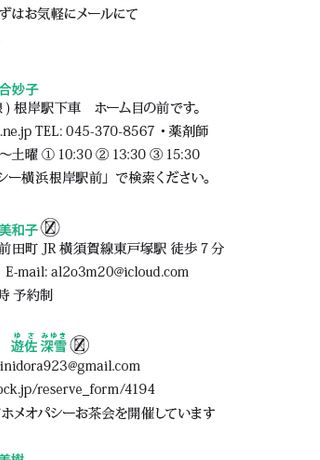 ずはお気軽にメールにて
合妙子
根岸駅下車 ホーム目の前です。
.ne.jp TEL: 045-370-8567・薬剤師
～土曜 ① 10:30 ② 13:30 ③ 15:30
シー横浜根岸駅前」で検索ください。
美和子
前田町 JR 横須賀線東戸塚駅 徒歩 7 分
E-mail: al2o3m20@icloud.com
時 予約制
ゆ さ みゆき
遊佐 深雪
inidora923@gmail.com
ock.jp/reserve_form/4194
ホメオパシーお茶会を開催しています
美樹